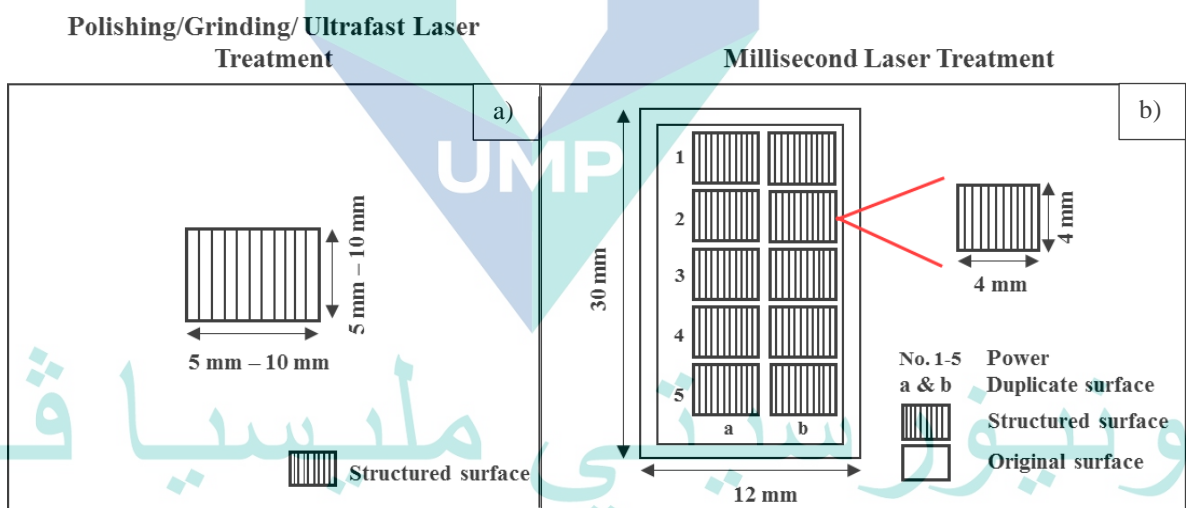 Polishing/Grinding/ Ultrafast Laser
Treatment
Millisecond Laser Treatment
a)
b)
UMP
5 mm – 10 mm
5 mm – 10 mm
Structured surface
30 mm
1
2
3
4
5
a
b
12 mm
4 mm
4 mm
No. 1-5 Power
a & b Duplicate surface
Structured surface
Original surface
ونيۏرسيتي مليسيا ڤ